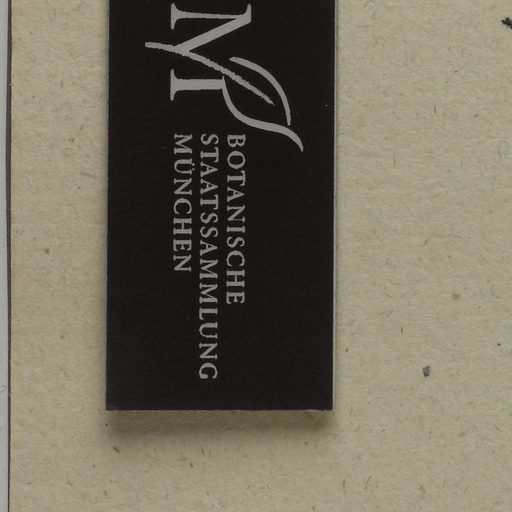 M
BOTANISCHE
STAATSSAMMLUNG
MÜNCHEN